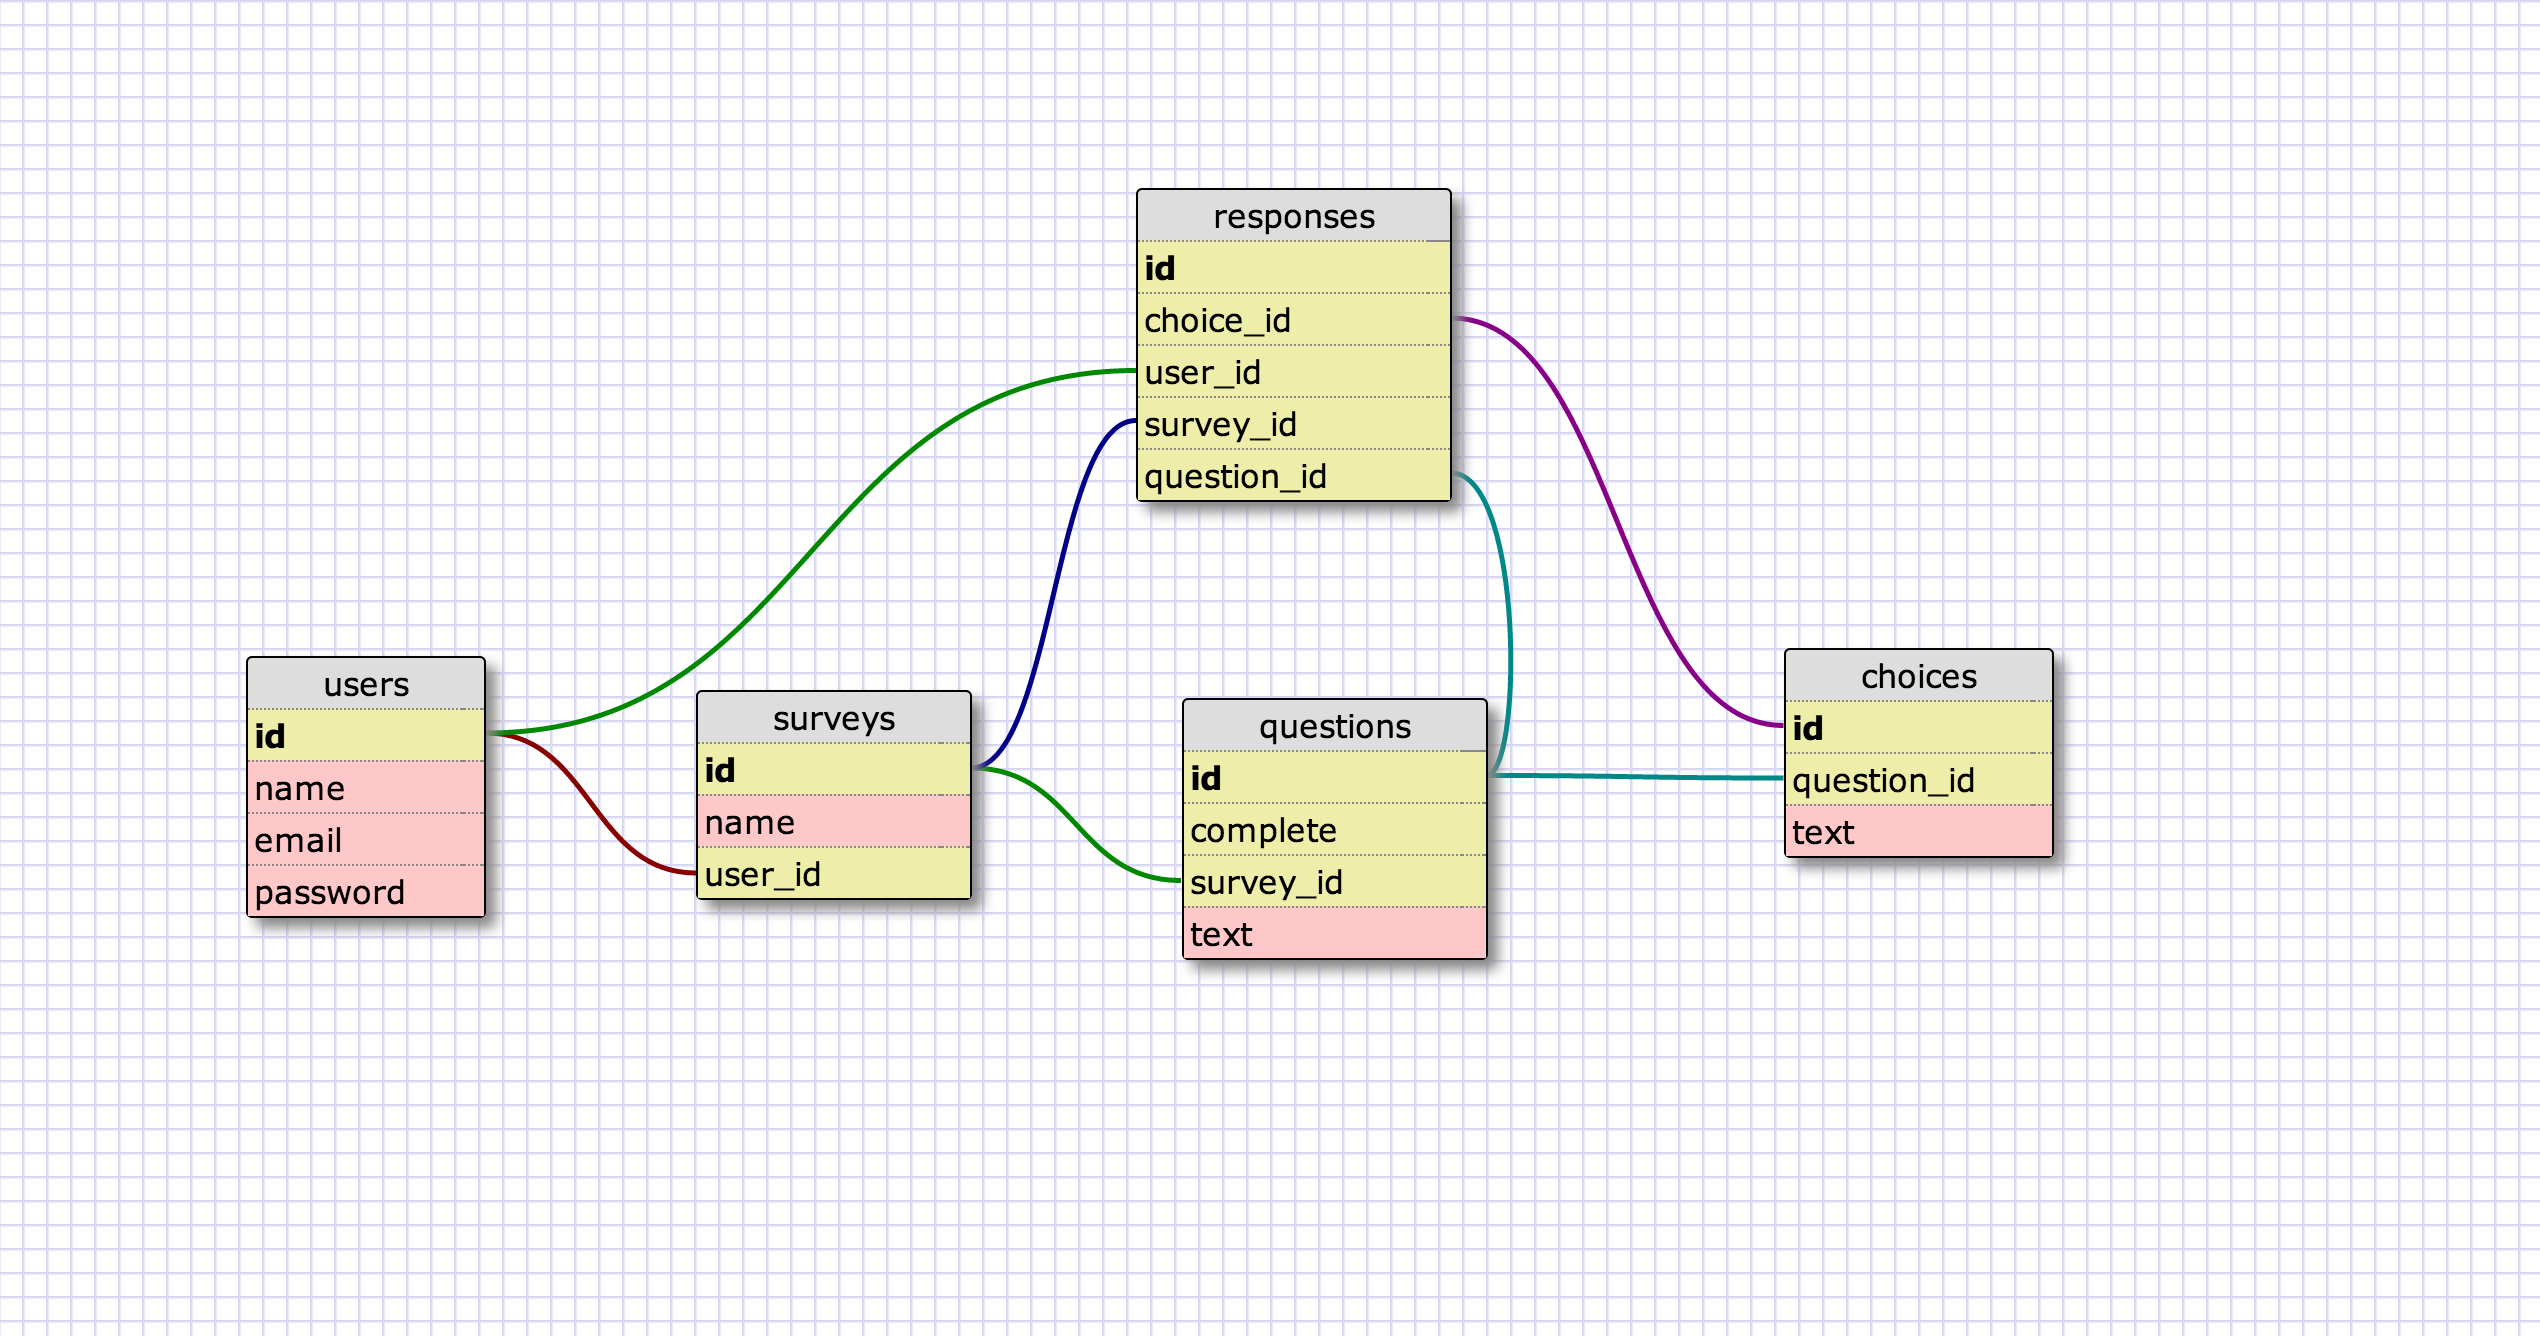 responses
id
choice_id
user_id
survey_id
question_id
users
id
name
email
password
surveys
id
name
user_id
questions
id
complete
survey_id
text
choices
id
question_id
text